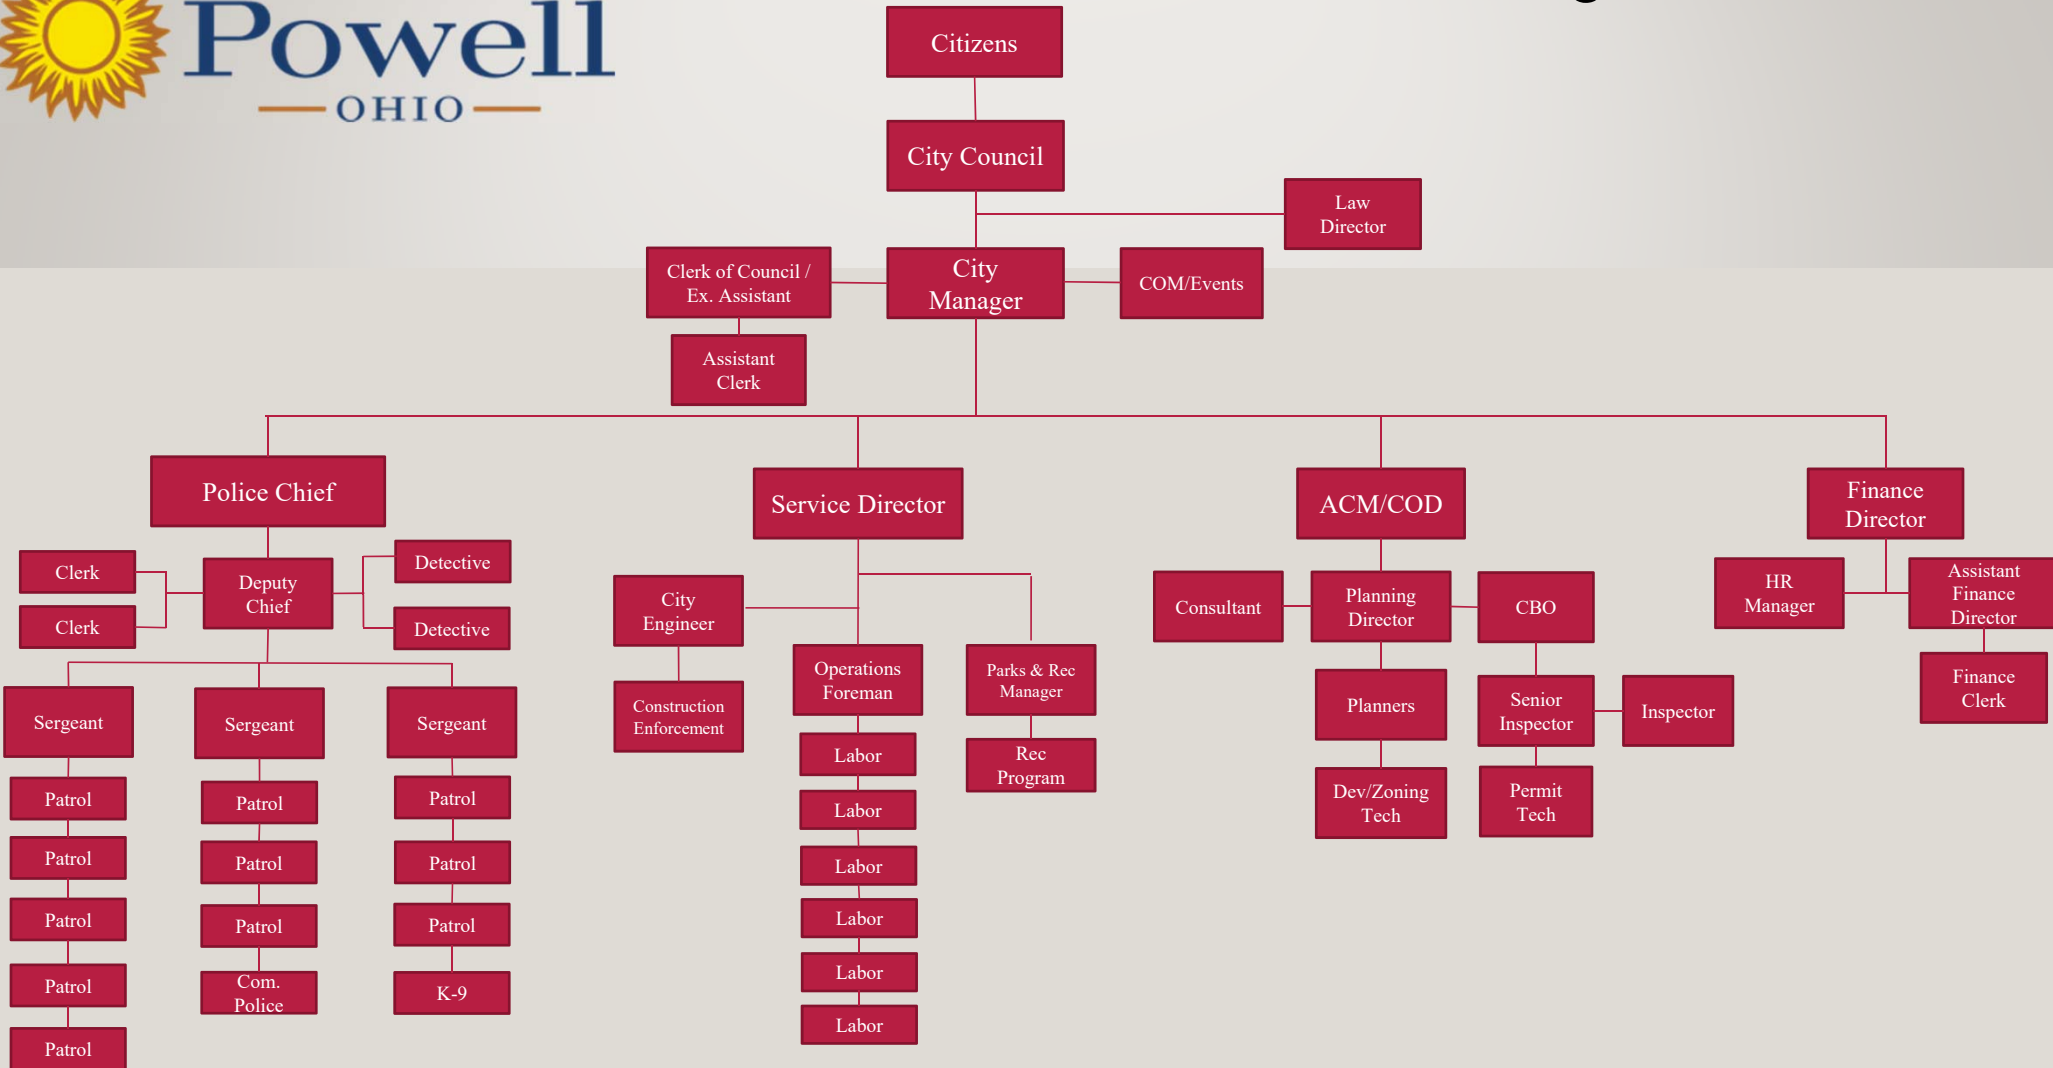 Powell
OHIO
Citizens
City Council
Law
Director
Clerk of Council /
Ex. Assistant
City
Manager
COM/Events
Assistant
Clerk
Police Chief
Service Director
ACM/COD
Finance
Director
Clerk
Clerk
Deputy
Chief
Detective
Detective
City
Engineer
Construction
Enforcement
Operations
Foreman
Parks & Rec
Manager
Rec
Program
Consultant
Planning
Director
CBO
HR
Manager
Assistant
Finance
Director
Finance
Clerk
Planners
Senior
Inspector
Inspector
Dev/Zoning
Tech
Permit
Tech
Sergeant
Sergeant
Sergeant
Patrol
Patrol
Patrol
Patrol
Patrol
Patrol
Patrol
Patrol
Com.
Police
Patrol
Patrol
Patrol
K-9
Labor
Labor
Labor
Labor
Labor
Labor